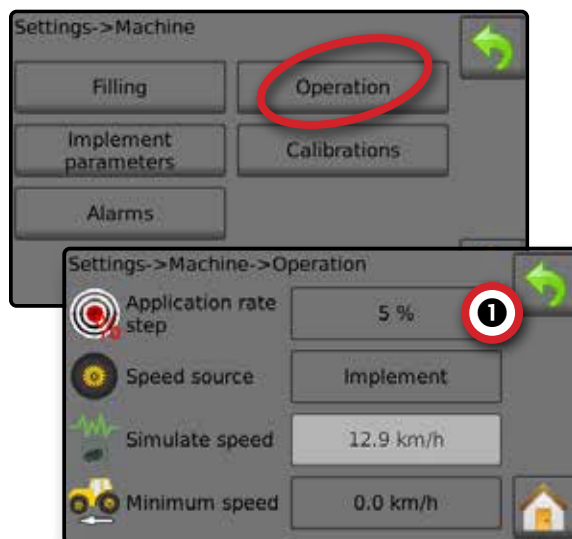 Settings->Machine
Filling
Operation
Implement
parameters
Calibrations
Alarms
Settings->Machine->Operation
Application rate
step
5 %
1
Speed source
Implement
Simulate speed
12.9 km/h
Minimum speed
0.0 km/h